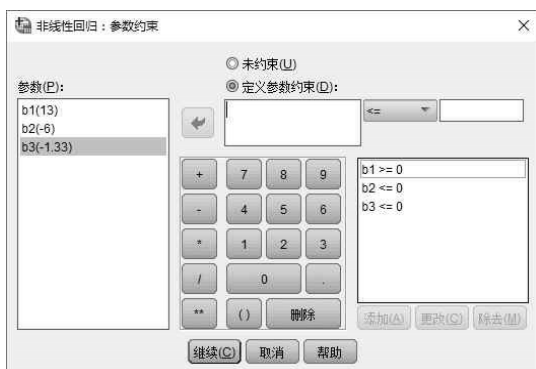 非线性回归：参数约束
未约束(U)
参数(P):
定义参数约束(D):
b1(13)
b2(-6)
b3(-1.33)
<=
+ 7 8 9
- 4 5 6
* 1 2 3
/ 0 .
** ( ) 删除
b1 >= 0
b2 <= 0
b3 <= 0
添加(A) 更改(C) 除去(M)
继续(C) 取消 帮助